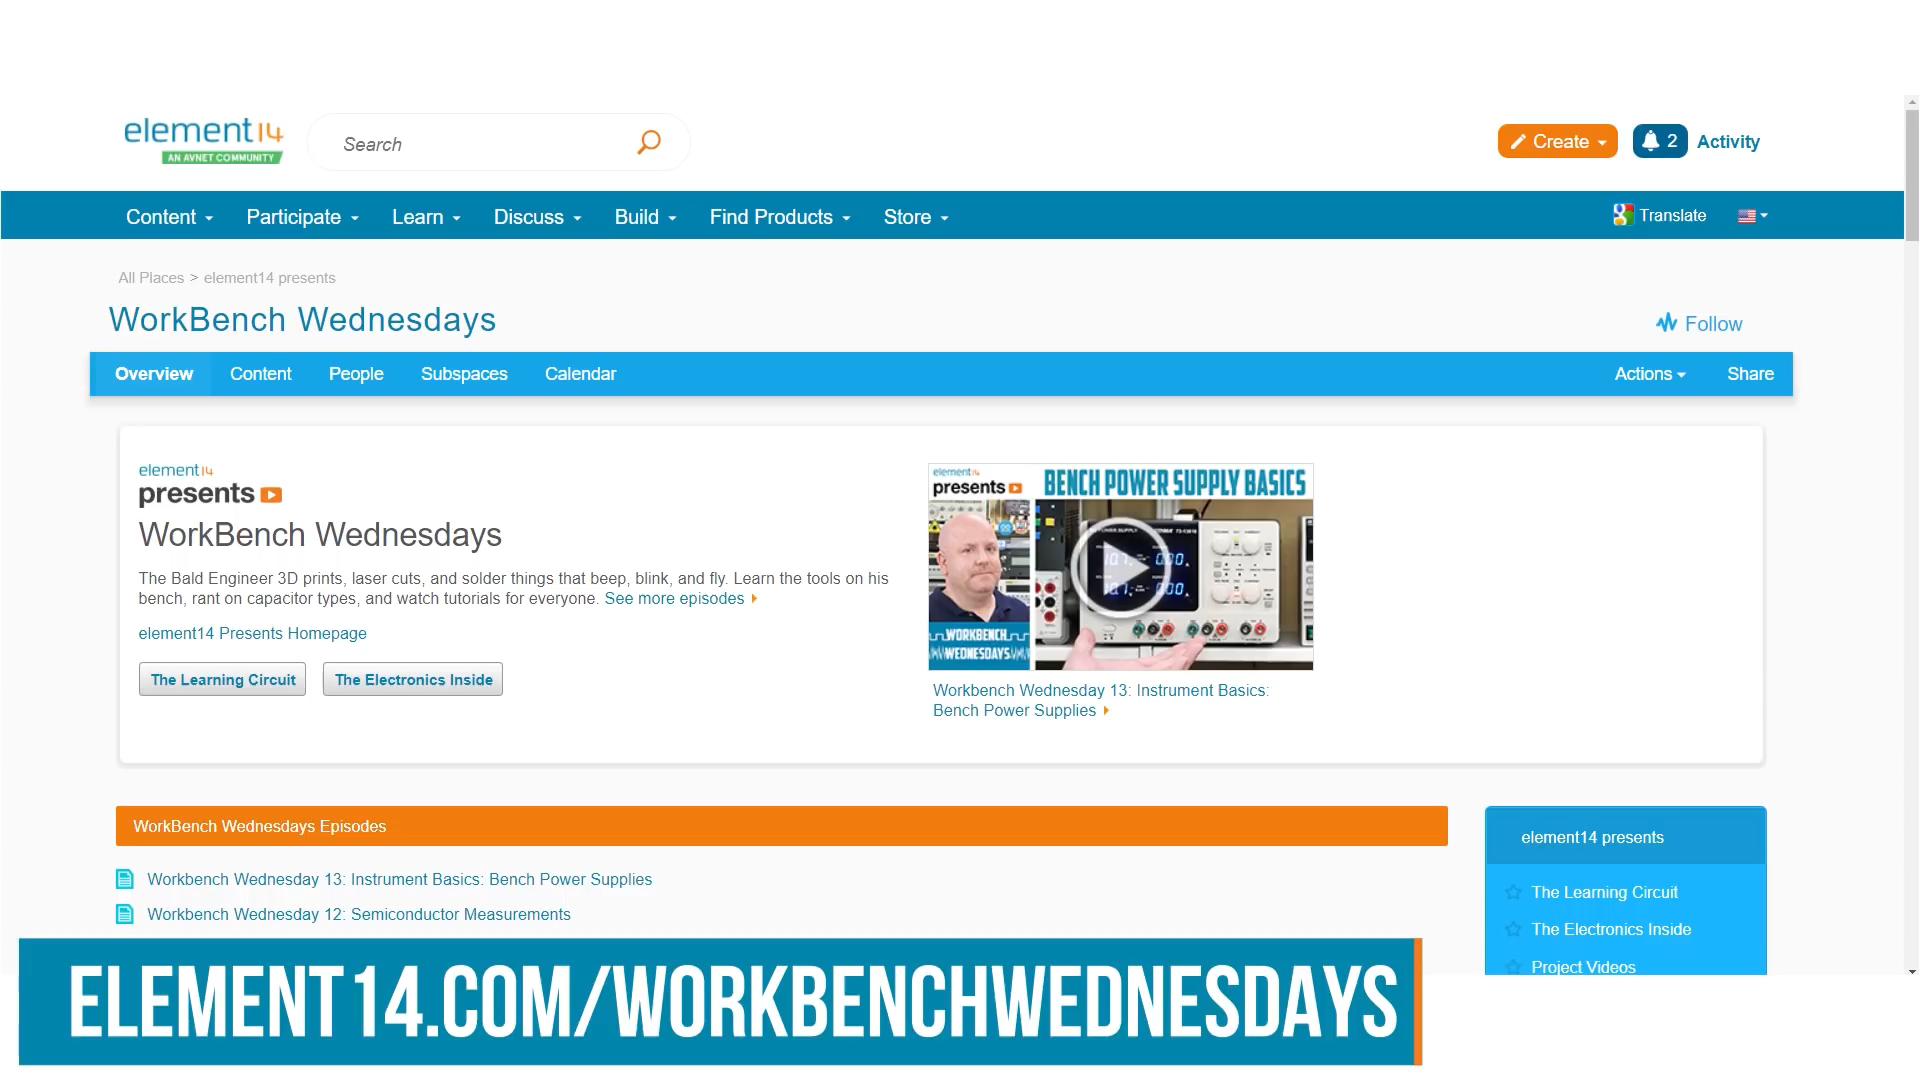 element14
AN AVNET COMMUNITY
Search
Create
2
Activity
Content
Participate
Learn
Discuss
Build
Find Products
Store
Translate
All Places > element14 presents
WorkBench Wednesdays
Follow
Overview
Content
People
Subspaces
Calendar
Actions
Share
element14
presents
WorkBench Wednesdays
The Bald Engineer 3D prints, laser cuts, and solder things that beep, blink, and fly. Learn the tools on his
bench, rant on capacitor types, and watch tutorials for everyone. See more episodes
element14 Presents Homepage
The Learning Circuit
The Electronics Inside
element14
presents
BENCH POWER SUPPLY BASICS
WORKBENCH
WEDNESDAYS
Workbench Wednesday 13: Instrument Basics:
Bench Power Supplies
WorkBench Wednesdays Episodes
Workbench Wednesday 13: Instrument Basics: Bench Power Supplies
Workbench Wednesday 12: Semiconductor Measurements
element14 presents
The Learning Circuit
The Electronics Inside
Project Videos
ELEMENT14.COM/WORKBENCHWEDNESDAYS